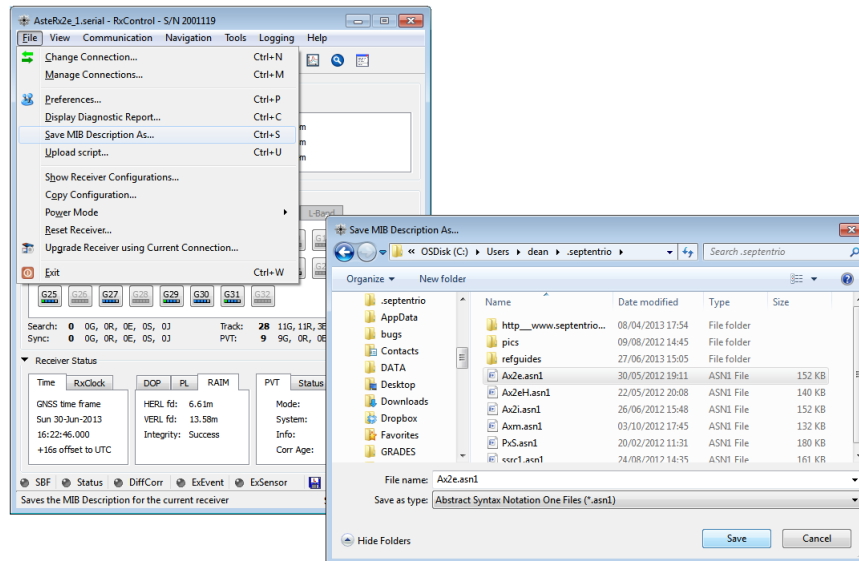 AsteRx2e_1.serial - RxControl - S/N 2001119
File View Communication Navigation Tools Logging Help
Change Connection... Ctrl+N
Manage Connections... Ctrl+M
Preferences... Ctrl+P
Display Diagnostic Report... Ctrl+C
Save MIB Description As... Ctrl+S
Upload script... Ctrl+U
Show Receiver Configurations...
Copy Configuration...
Power Mode
Reset Receiver...
Upgrade Receiver using Current Connection...
Exit Ctrl+W
m
m
m
L-Band
G25 G26 G27 G28 G29 G30 G31 G32
Search: 0 0G, 0R, 0E, 0S, 0J Track: 28 11G, 11R, 3E
Sync: 0 0G, 0R, 0E, 0S, 0J PVT: 9 9G, 0R, 0E
Receiver Status
Time RxClock DOP PL RAIM PVT Status
GNSS time frame HERL fd: 6.61m Mode:
Sun 30-Jun-2013 VERL fd: 13.58m System:
16:22:46.000 Integrity: Success Info:
+16s offset to UTC Corr Age:
SBF Status DiffCorr ExEvent ExSensor
Saves the MIB Description for the current receiver
Save MIB Description As...
« OSDisk (C:) Users dean .septentrio
Search .septentrio
Organize New folder
.septentrio
AppData
bugs
Contacts
DATA
Desktop
Downloads
Dropbox
Favorites
GRADES
Name Date modified Type Size
http__www.septentrio... 08/04/2013 17:54 File folder
pics 09/08/2012 14:45 File folder
refguides 27/06/2013 15:05 File folder
Ax2e.asn1 30/05/2012 19:11 ASN1 File 152 KB
Ax2eH.asn1 22/05/2012 20:08 ASN1 File 140 KB
Ax2i.asn1 26/06/2012 15:48 ASN1 File 152 KB
Axm.asn1 03/10/2012 17:45 ASN1 File 132 KB
PxS.asn1 20/02/2012 11:31 ASN1 File 180 KB
ssrc1.asn1 24/08/2012 14:35 ASN1 File 161 KB
File name: Ax2e.asn1
Save as type: Abstract Syntax Notation One Files (*.asn1)
Hide Folders Save Cancel